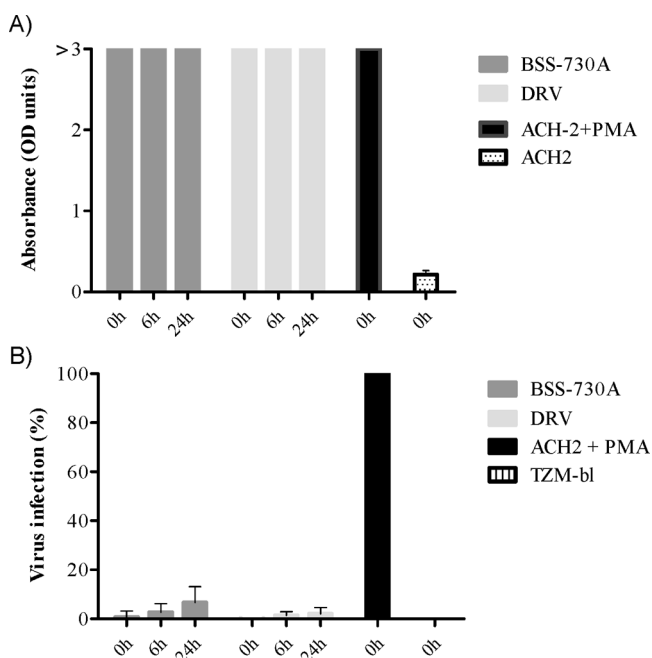 A)
Absorbance (OD units)
>3
2
1
0
0h 6h 24h 0h 6h 24h 0h 0h
BSS-730A
DRV
ACH-2+PMA
ACH2
B)
Virus infection (%)
100
80
60
40
20
0
0h 6h 24h 0h 6h 24h 0h 0h
BSS-730A
DRV
ACH2 + PMA
TZM-bl